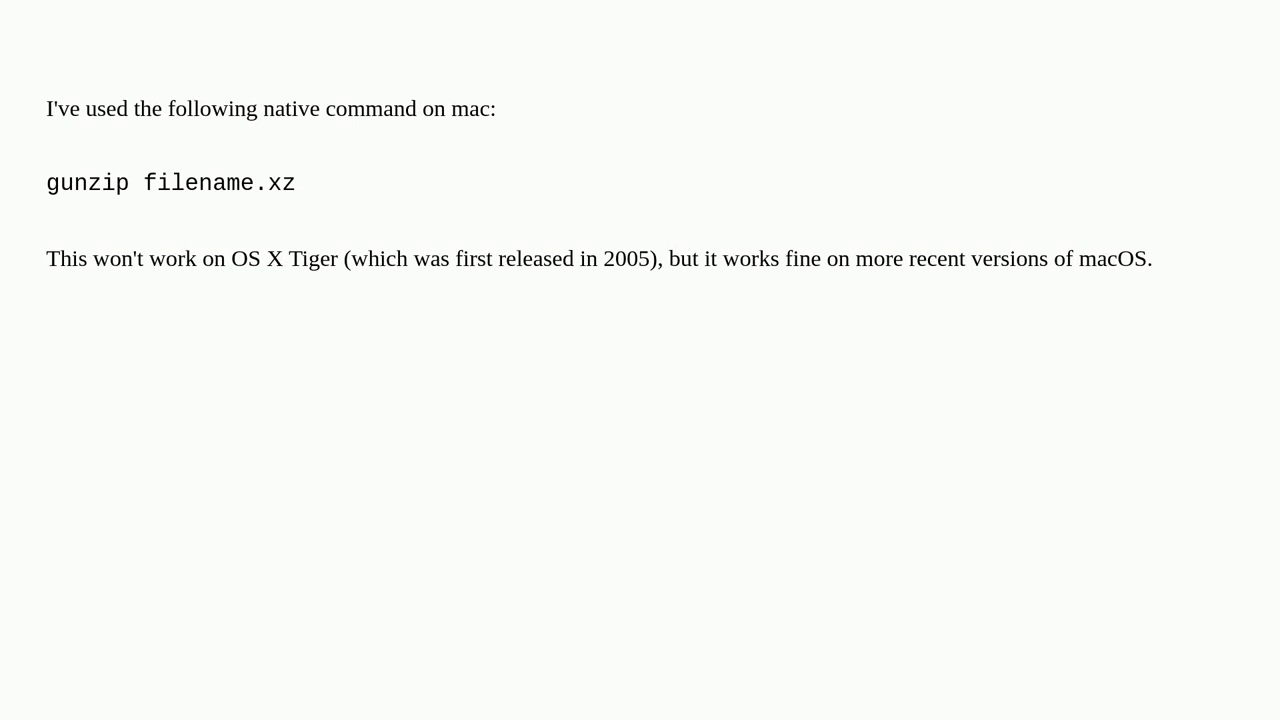 I've used the following native command on mac:
gunzip filename.xz
This won't work on OS X Tiger (which was first released in 2005), but it works fine on more recent versions of macOS.